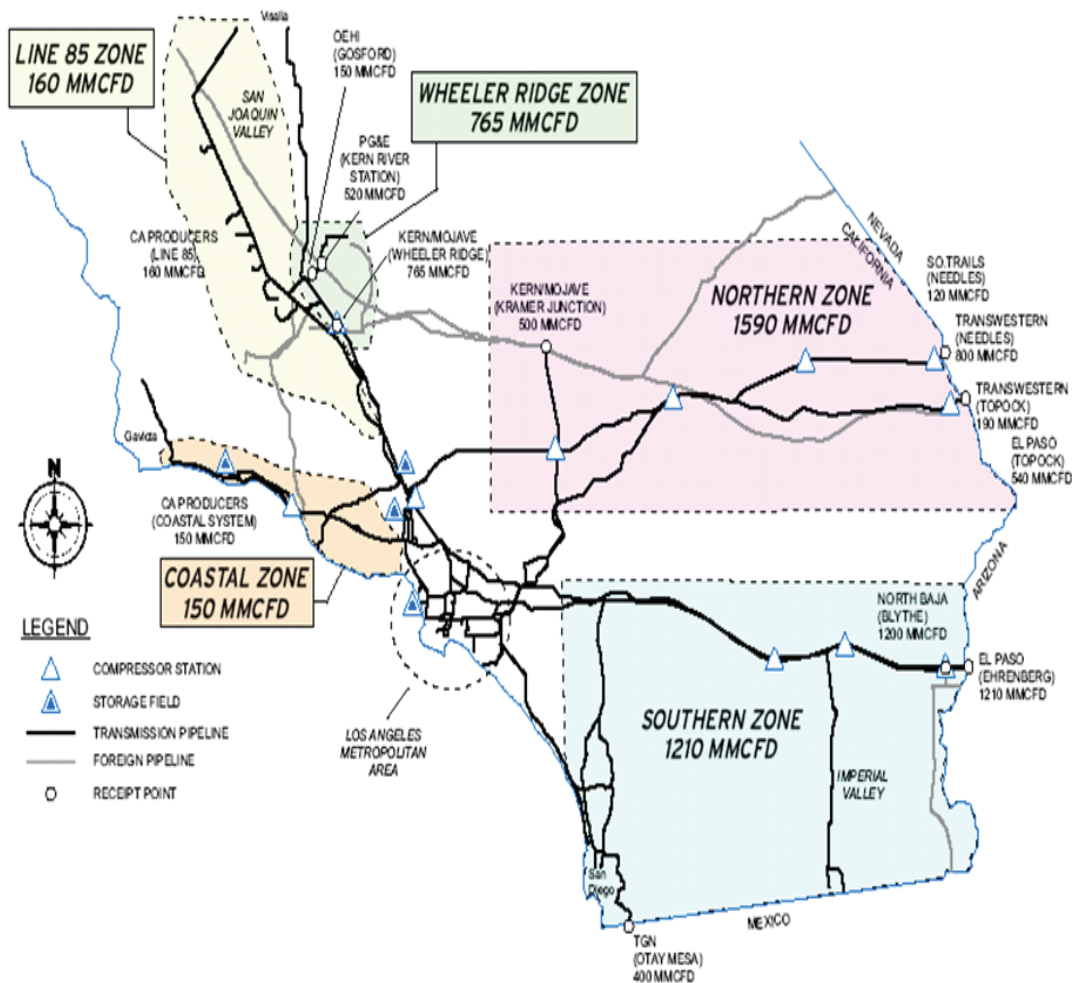 Visalia
OEHI
(GOSFORD)
150 MMCFD
LINE 85 ZONE
160 MMCFD
SAN
JOAQUIN
VALLEY
WHEELER RIDGE ZONE
765 MMCFD
PG&E
(KERN RIVER
STATION)
520 MMCFD
CA PRODUCERS
(LINE 85)
160 MMCFD
KERN/MOJAVE
(WHEELER RIDGE)
765 MMCFD
NEVADA
CALIFORNIA
KERN/MOJAVE
(KRAMER JUNCTION)
500 MMCFD
NORTHERN ZONE
1590 MMCFD
SO.TRAILS
(NEEDLES)
120 MMCFD
TRANSWESTERN
(NEEDLES)
800 MMCFD
TRANSWESTERN
(TOPOCK)
190 MMCFD
EL PASO
(TOPOCK)
540 MMCFD
Gaviota
N
CA PRODUCERS
(COASTAL SYSTEM)
150 MMCFD
COASTAL ZONE
150 MMCFD
ARIZONA
NORTH BAJA
(BLYTHE)
1200 MMCFD
EL PASO
(EHRENBERG)
1210 MMCFD
LEGEND
COMPRESSOR STATION
STORAGE FIELD
TRANSMISSION PIPELINE
FOREIGN PIPELINE
RECEIPT POINT
LOS ANGELES
METROPOLITAN
AREA
SOUTHERN ZONE
1210 MMCFD
IMPERIAL
VALLEY
San
Diego
MEXICO
TGN
(OTAY MESA)
400 MMCFD